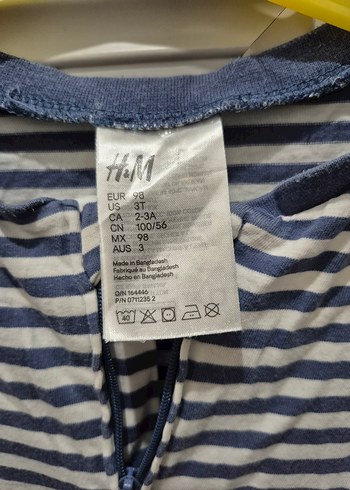 H&M
EUR 98
US 3T
CA 2-3A
CN 100/56
MX 98
AUS 3
Made in Bangladesh
Fabriqué au Bangladesh
Hecho en Bangladesh
O/N 164446
P/N 0711235 2
40